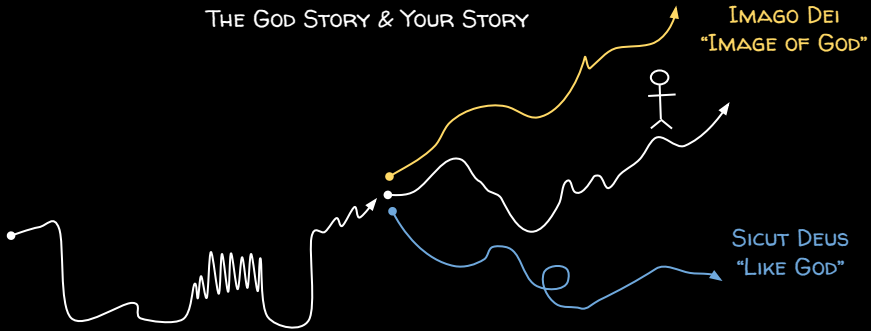 The God Story & Your Story
Imago Dei
“Image of God”
Sicut Deus
“Like God”